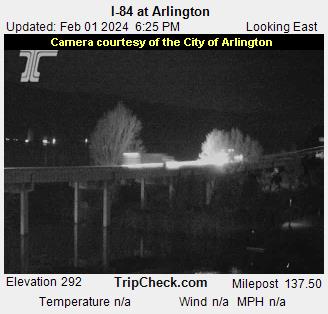 I-84 at Arlington
Updated: Feb 01 2024 6:25 PM Looking East
Camera courtesy of the City of Arlington
Elevation 292 TripCheck.com Milepost 137.50
Temperature n/a Wind n/a MPH n/a